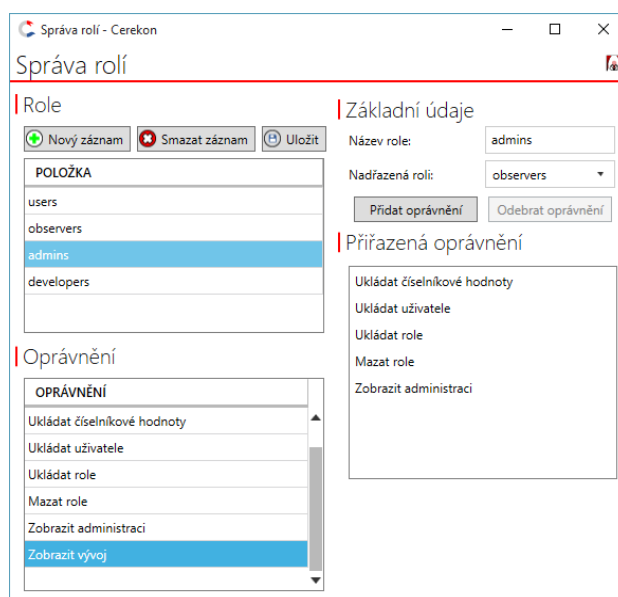 Správa rolí - Cerekon
Správa rolí
Role
Nový záznam
Smazat záznam
Uložit
POLOŽKA
users
observers
admins
developers
Oprávnění
OPRÁVNĚNÍ
Ukládat číselníkové hodnoty
Ukládat uživatele
Ukládat role
Mazat role
Zobrazit administraci
Zobrazit vývoj
Základní údaje
Název role: admins
Nadřazená roli: observers
Přidat oprávnění
Odebrat oprávnění
Přiřazená oprávnění
Ukládat číselníkové hodnoty
Ukládat uživatele
Ukládat role
Mazat role
Zobrazit administraci